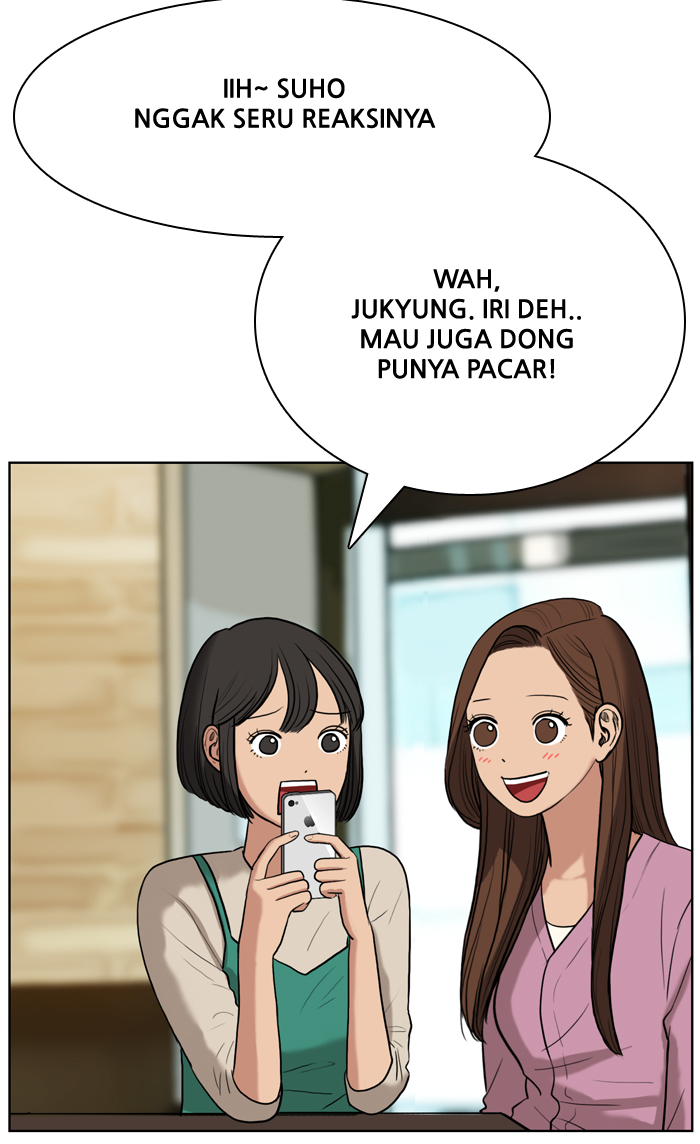 IIH~ SUHO
NGGAK SERU REAKSINYA
WAH,
JUKYUNG. IRI DEH..
MAU JUGA DONG
PUNYA PACAR!